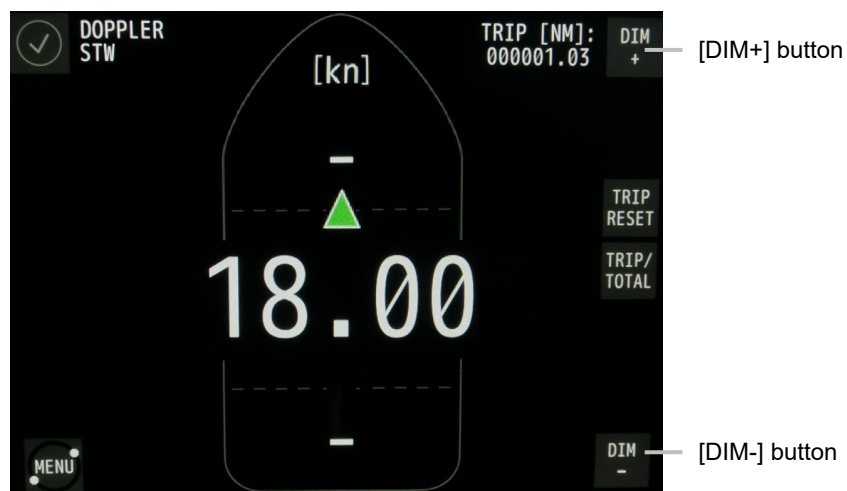 DOPPLER
STW
TRIP [NM]:
000001.03
DIM
+
[DIM+] button
[kn]
TRIP
RESET
18.00
TRIP/
TOTAL
MENU
DIM
-
[DIM-] button